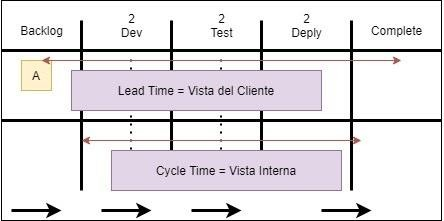 2 2 2
Backlog Dev Test Deply Complete
A
Lead Time = Vista del Cliente
Cycle Time = Vista Interna